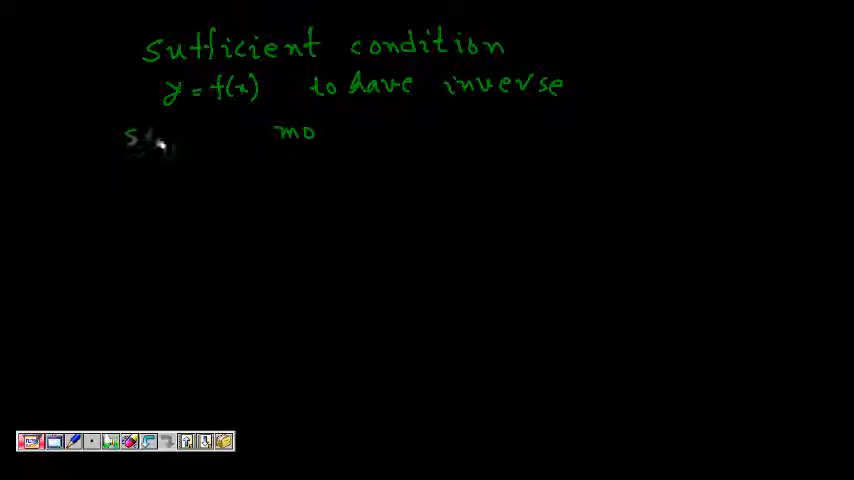 sufficient condition
y = f(x) to have inverse
mo